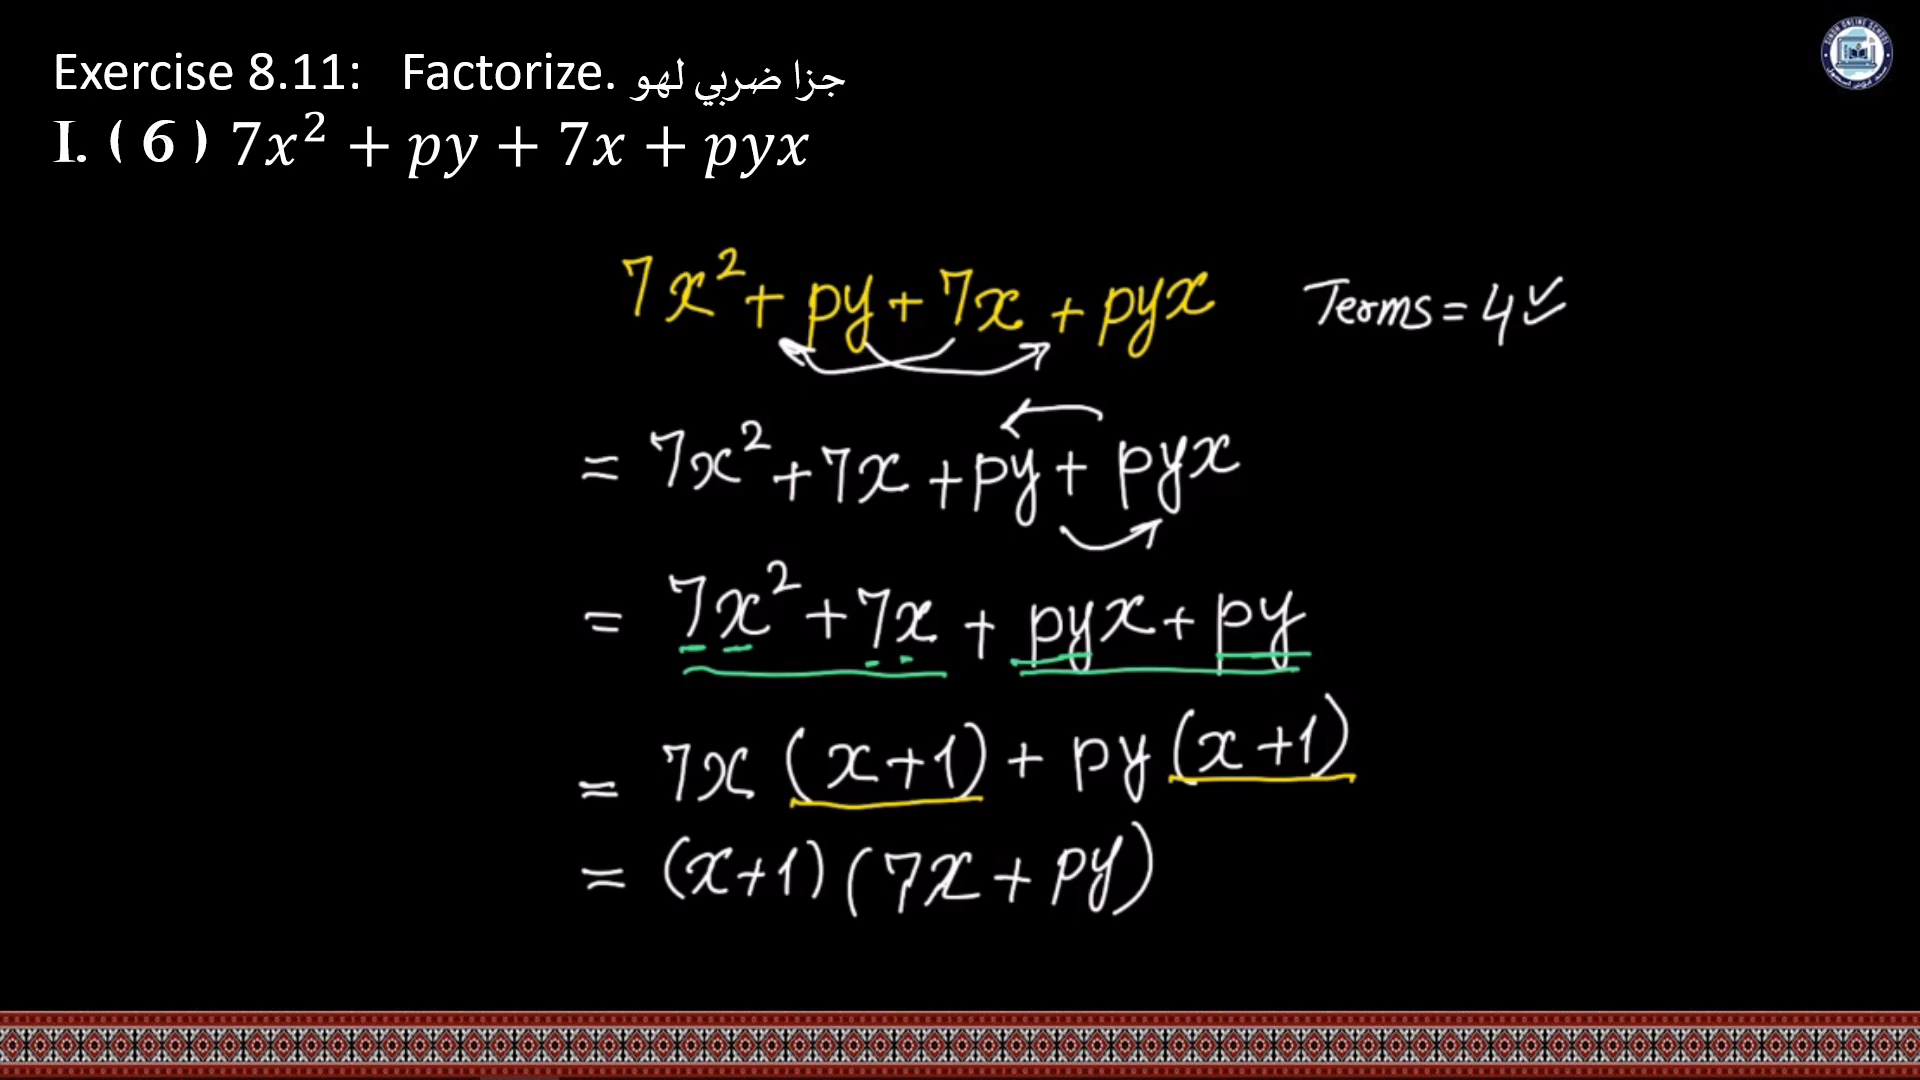 Exercise 8.11: Factorize. جزا ضربي لهو
I. ( 6 ) 7x² + py + 7x + pyx
7x² + py + 7x + pyx Terms = 4 ✓
= 7x² + 7x + py + pyx
= 7x² + 7x + pyx + py
= 7x (x+1) + py (x+1)
= (x+1) (7x + py)